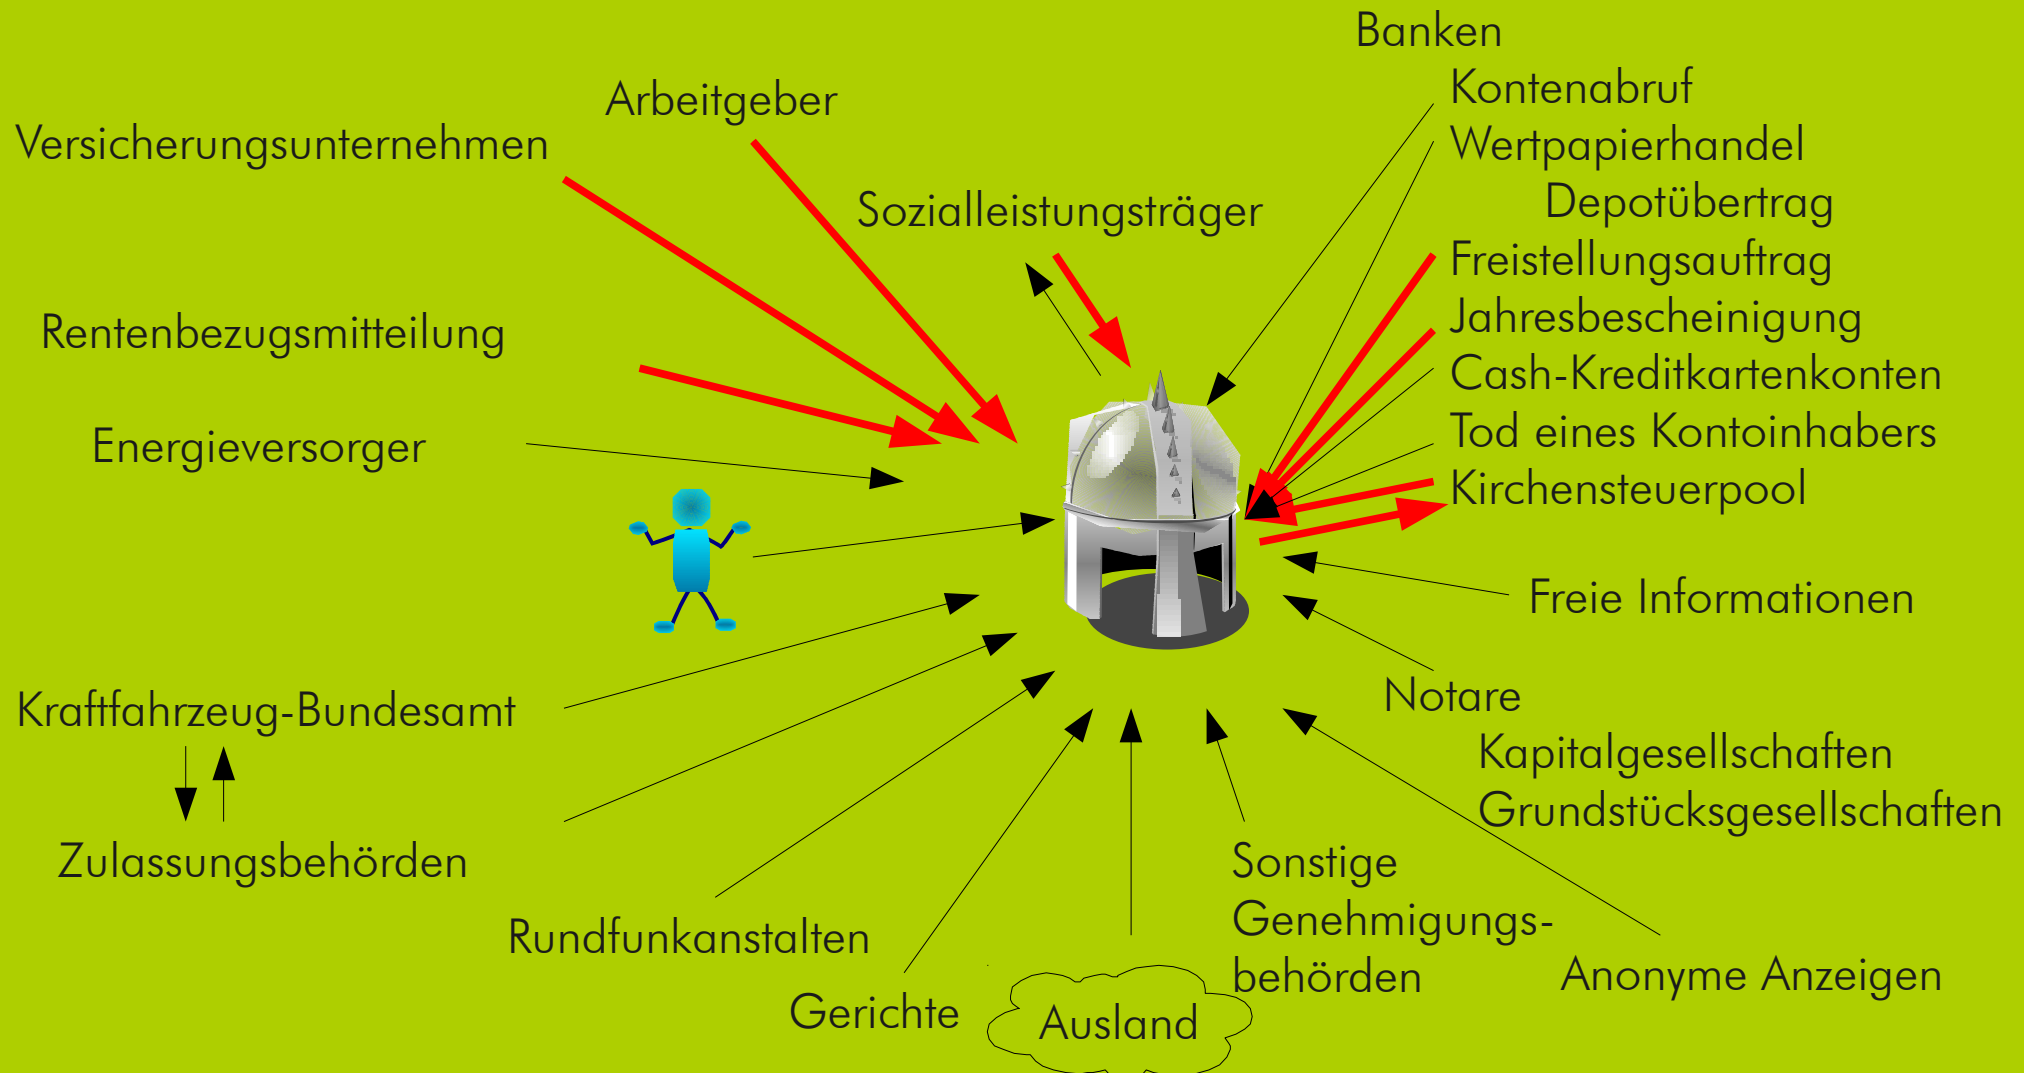 Banken
Kontenabruf
Wertpapierhandel
Depotübertrag
Freistellungsauftrag
Jahresbescheinigung
Cash-Kreditkartenkonten
Tod eines Kontoinhabers
Kirchensteuerpool
Arbeitgeber
Versicherungsunternehmen
Sozialleistungsträger
Rentenbezugsmitteilung
Energieversorger
Freie Informationen
Kraftfahrzeug-Bundesamt
Notare
Kapitalgesellschaften
Grundstücksgesellschaften
Zulassungsbehörden
Sonstige
Genehmigungs-
behörden
Rundfunkanstalten
Anonyme Anzeigen
Gerichte
Ausland